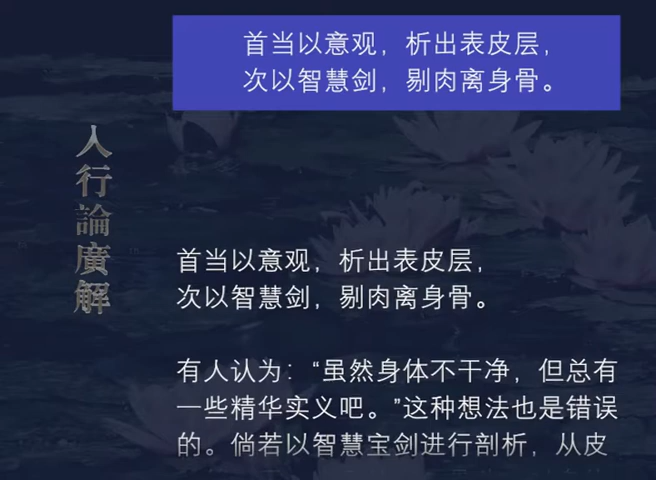 首当以意观，析出表皮层，
次以智慧剑，剔肉离身骨。
入行論廣解
首当以意观，析出表皮层，
次以智慧剑，剔肉离身骨。
有人认为：“虽然身体不干净，但总有
一些精华实义吧。”这种想法也是错误
的。倘若以智慧宝剑进行剖析，从皮